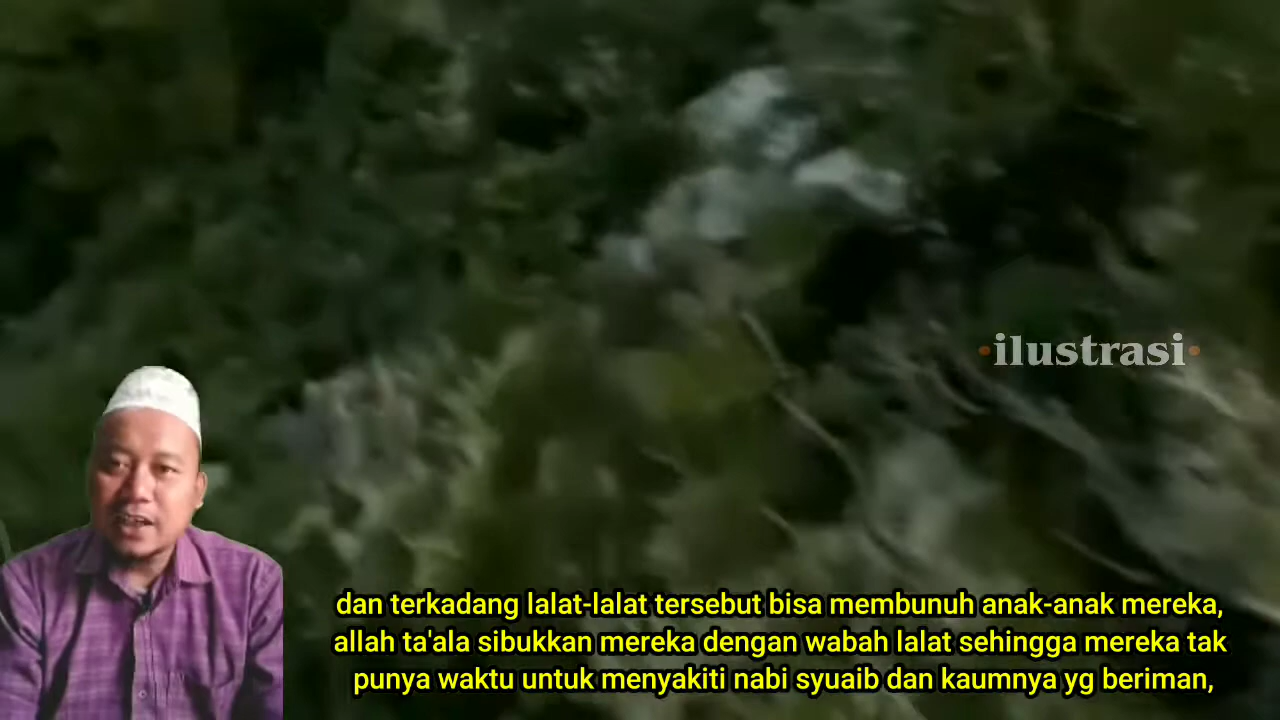 •ilustrasi•
dan terkadang lalat-lalat tersebut bisa membunuh anak-anak mereka,
allah ta'ala sibukkan mereka dengan wabah lalat sehingga mereka tak
punya waktu untuk menyakiti nabi syuaib dan kaumnya yg beriman,